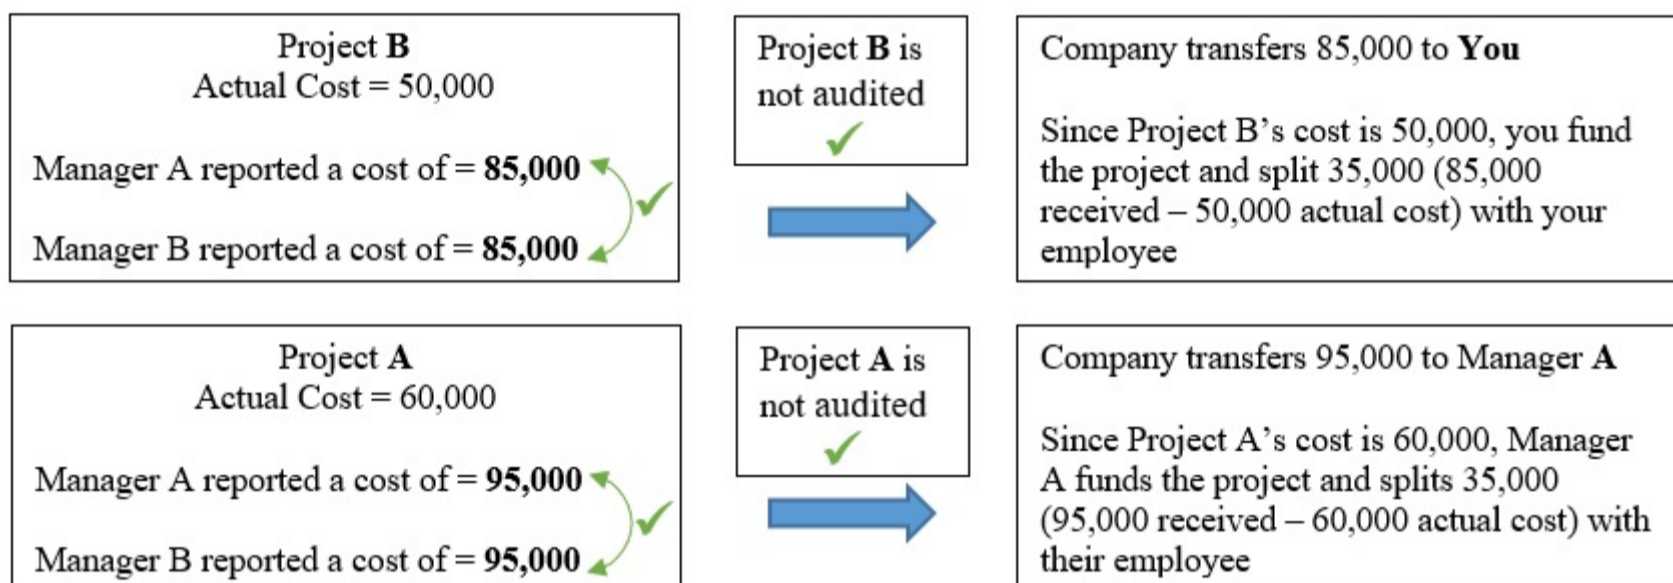 Project B
Actual Cost = 50,000
Manager A reported a cost of = 85,000
Manager B reported a cost of = 85,000
Project B is
not audited
Company transfers 85,000 to You
Since Project B’s cost is 50,000, you fund
the project and split 35,000 (85,000
received – 50,000 actual cost) with your
employee
Project A
Actual Cost = 60,000
Manager A reported a cost of = 95,000
Manager B reported a cost of = 95,000
Project A is
not audited
Company transfers 95,000 to Manager A
Since Project A’s cost is 60,000, Manager
A funds the project and splits 35,000
(95,000 received – 60,000 actual cost) with
their employee